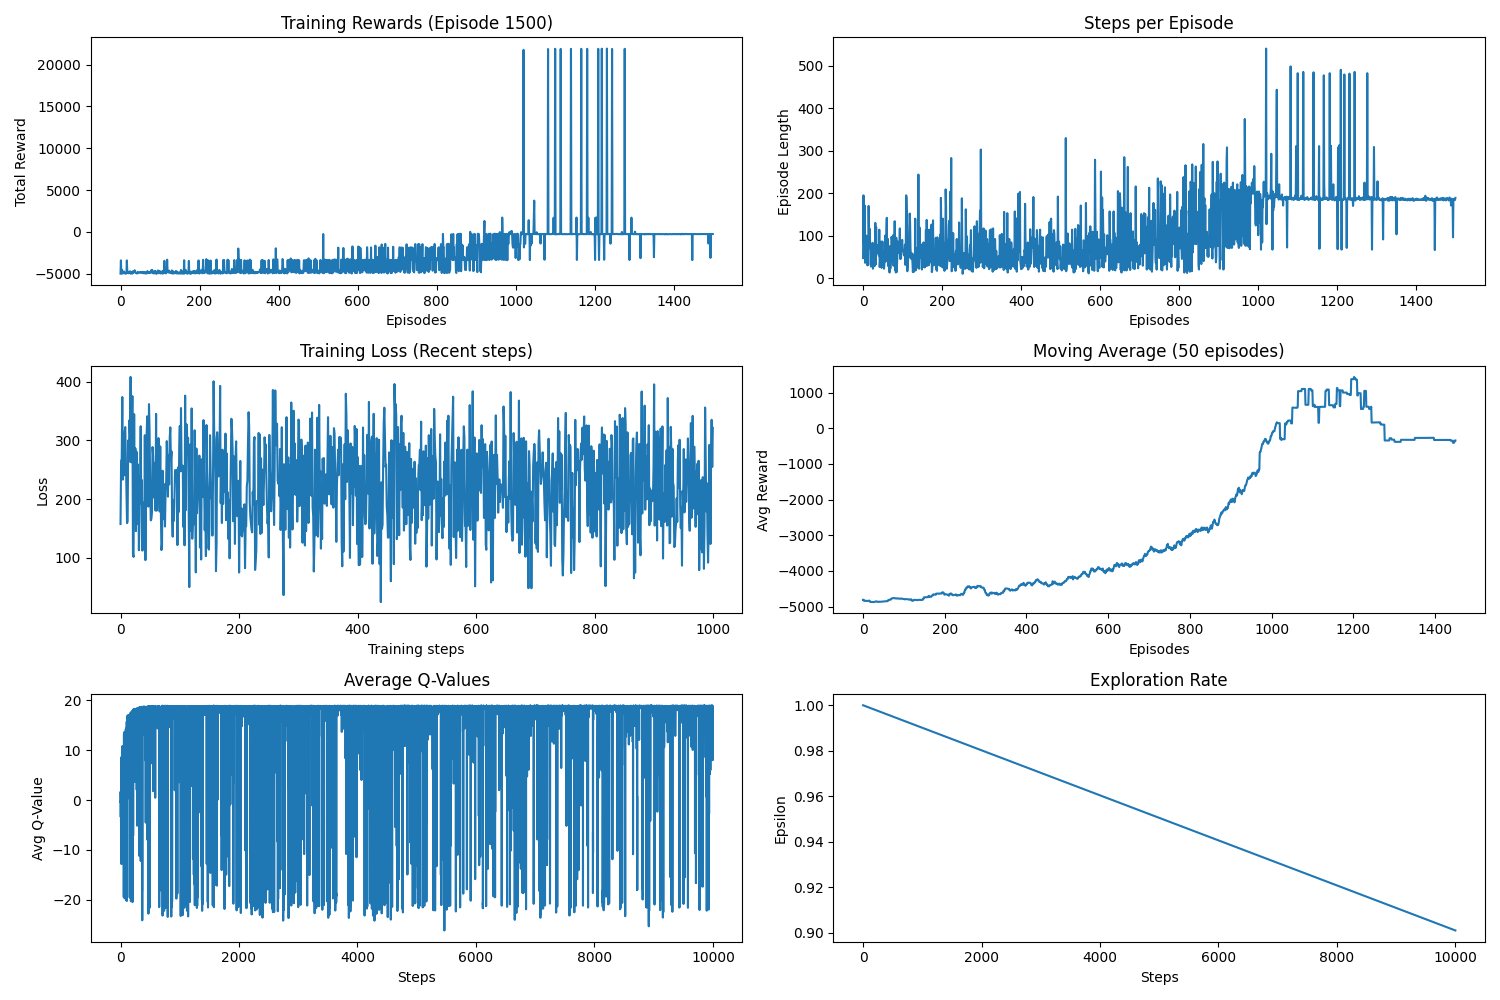 Training Rewards (Episode 1500)
Total Reward
20000
15000
10000
5000
0
−5000
0 200 400 600 800 1000 1200 1400
Episodes
Steps per Episode
Episode Length
500
400
300
200
100
0
0 200 400 600 800 1000 1200 1400
Episodes
Training Loss (Recent steps)
Loss
400
300
200
100
0 200 400 600 800 1000
Training steps
Moving Average (50 episodes)
Avg Reward
1000
0
−1000
−2000
−3000
−4000
−5000
0 200 400 600 800 1000 1200 1400
Episodes
Average Q-Values
Avg Q-Value
20
10
0
−10
−20
0 2000 4000 6000 8000 10000
Steps
Exploration Rate
Epsilon
1.00
0.98
0.96
0.94
0.92
0.90
0 2000 4000 6000 8000 10000
Steps